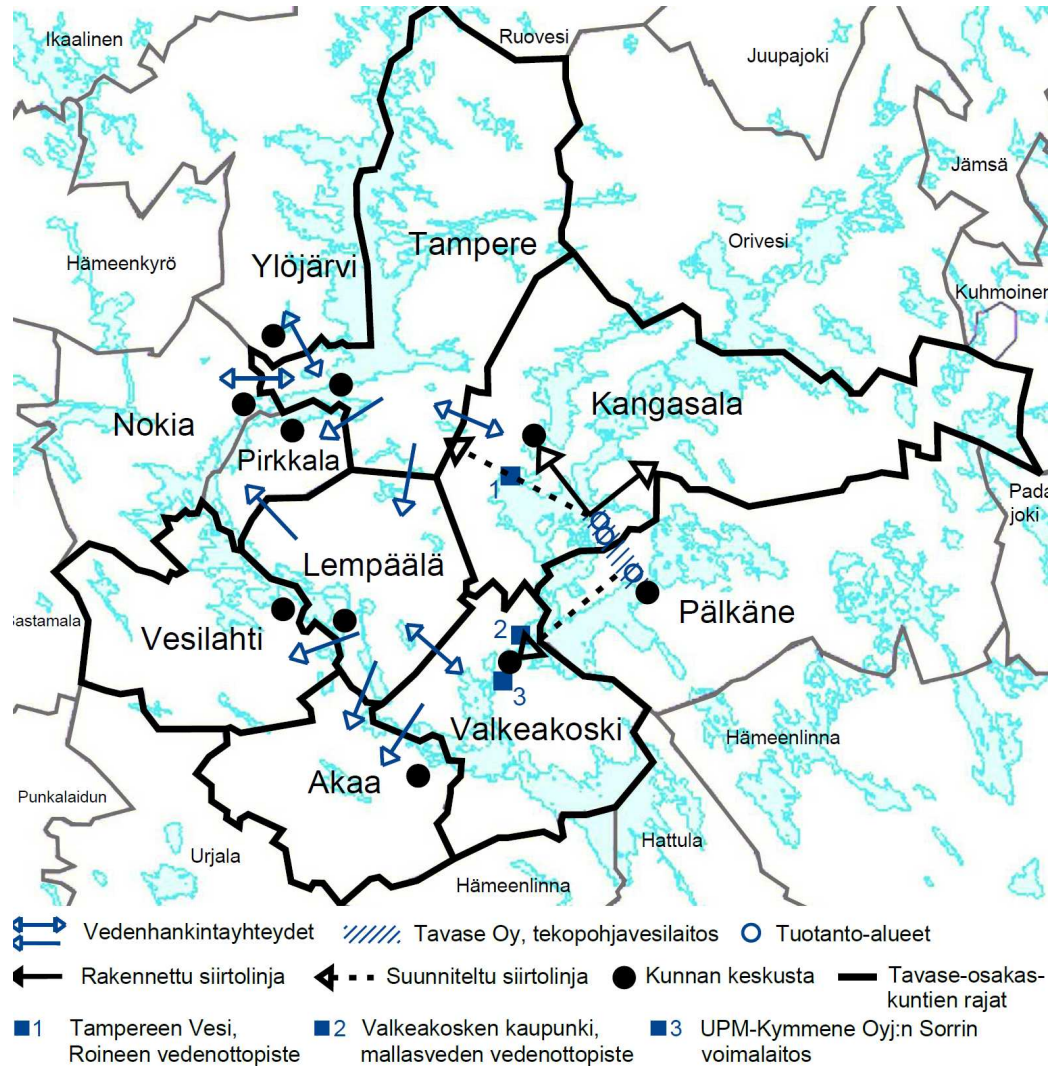 Ikaalinen
Ruovesi
Juupajoki
Jämsä
Orivesi
Tampere
Hämeenkyrö
Ylöjärvi
Kuhmoinen
Kangasala
Nokia
Pirkkala
1
Pada
joki
Lempäälä
Pälkäne
Sastamala
Vesilahti
2
3
Valkeakoski
Hämeenlinna
Akaa
Punkalaidun
Urjala
Hattula
Hämeenlinna
Vedenhankintayhteydet
Tavase Oy, tekopohjavesilaitos
Tuotanto-alueet
Rakennettu siirtolinja
Suunniteltu siirtolinja
Kunnan keskusta
Tavase-osakas-
kuntien rajat
1 Tampereen Vesi,
Roineen vedenottopiste
2 Valkeakosken kaupunki,
mallasveden vedenottopiste
3 UPM-Kymmene Oyj:n Sorrin
voimalaitos